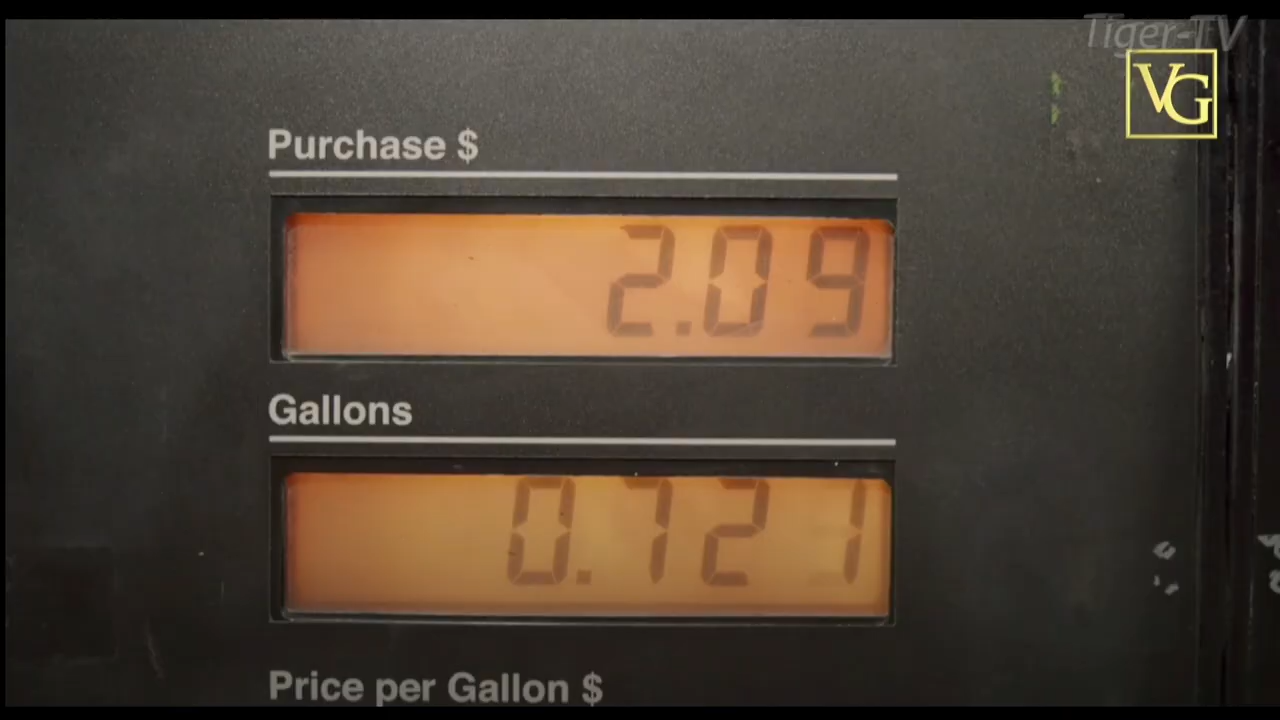 Tiger-TV
VG
Purchase $
2.09
Gallons
0.721
Price per Gallon $